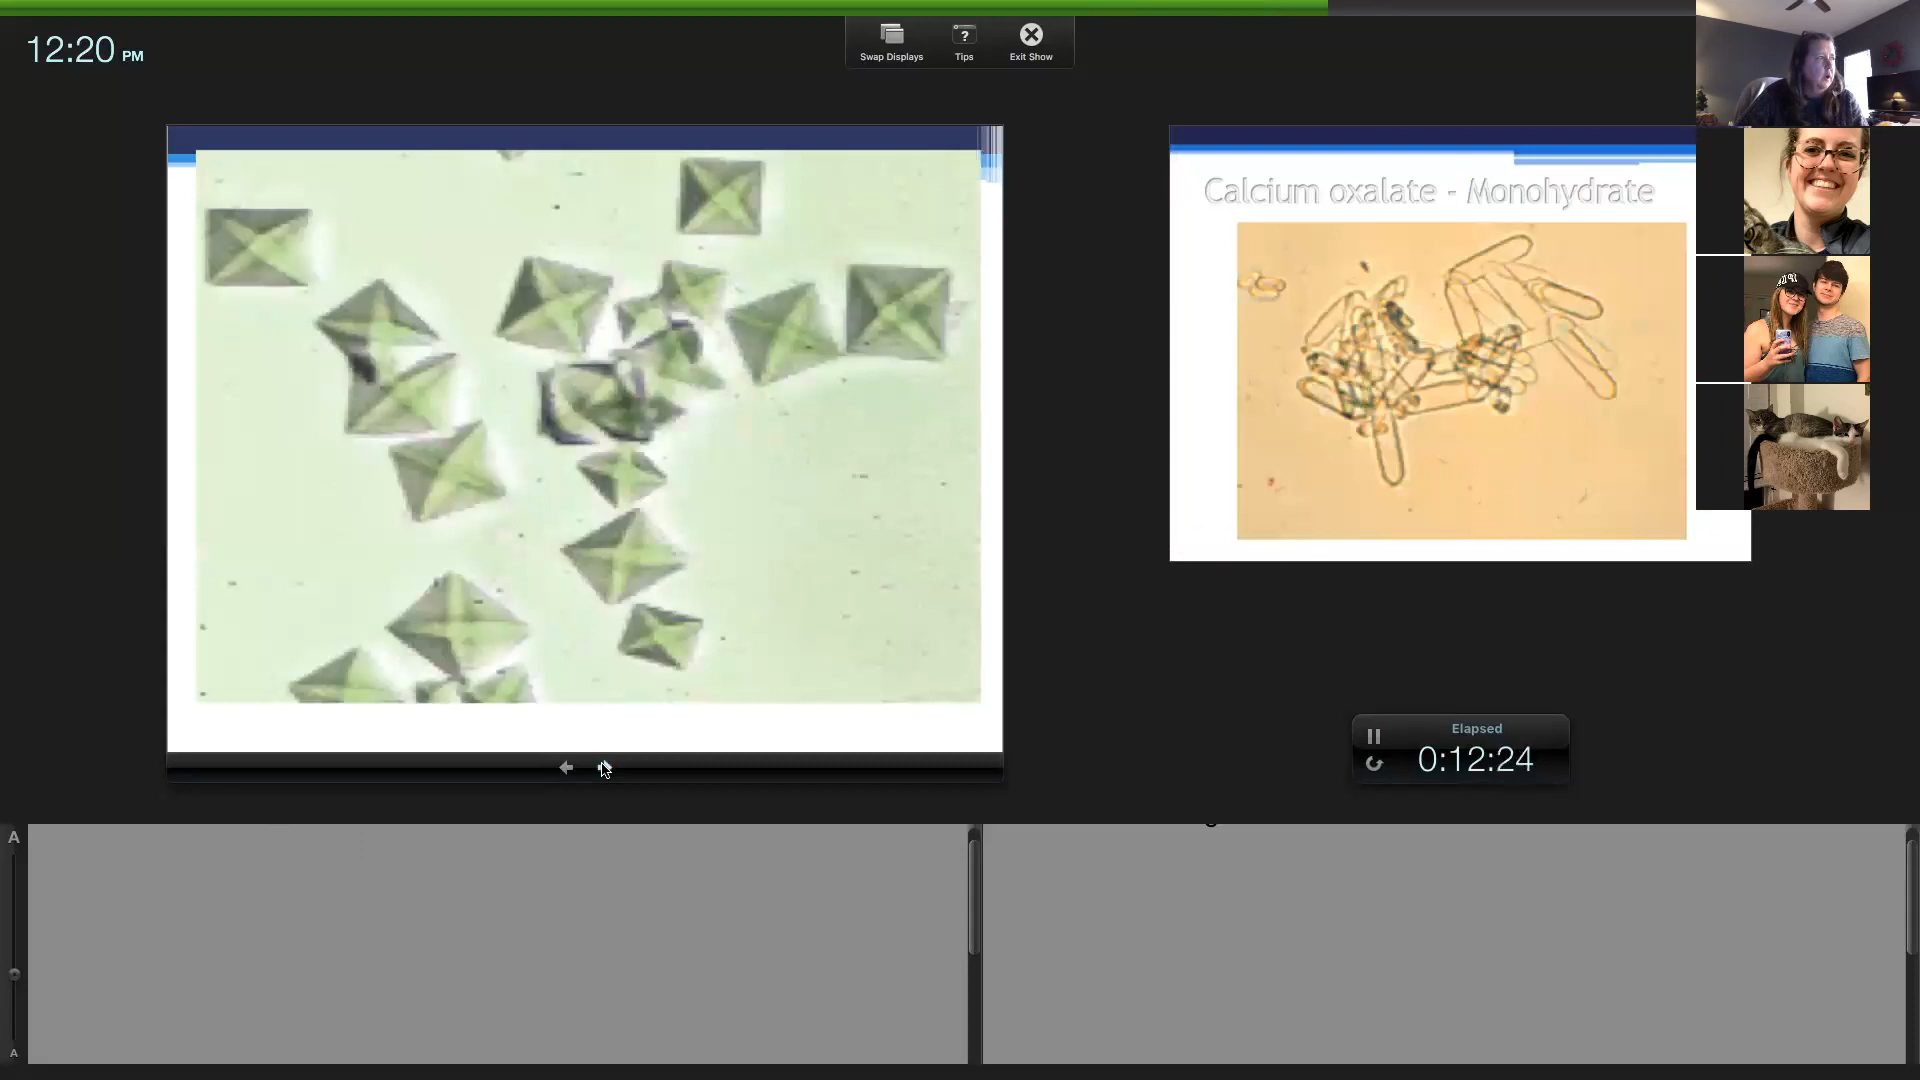 12:20 PM
Swap Displays
Tips
Exit Show
Calcium oxalate - Monohydrate
Elapsed
0:12:24
A
A